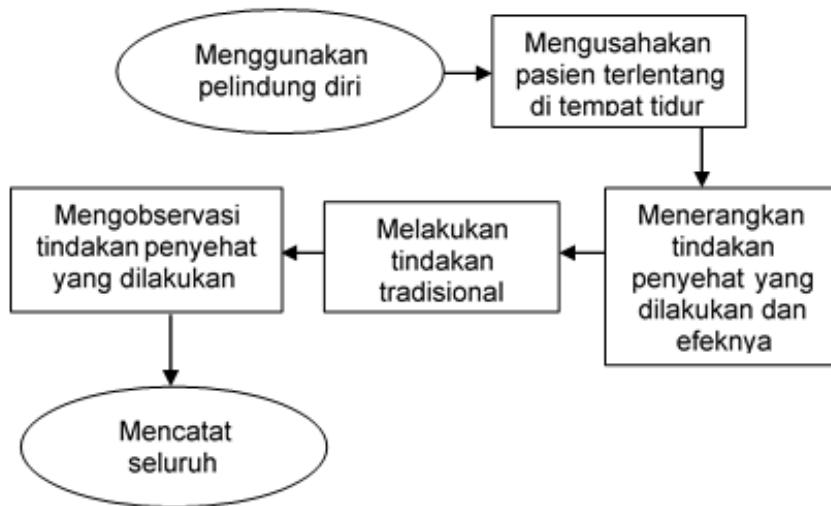 Menggunakan
pelindung diri
Mengusahakan
pasien terlentang
di tempat tidur
Menerangkan
tindakan
penyehat yang
dilakukan dan
efeknya
Melakukan
tindakan
tradisional
Mengobservasi
tindakan penyehat
yang dilakukan
Mencatat
seluruh